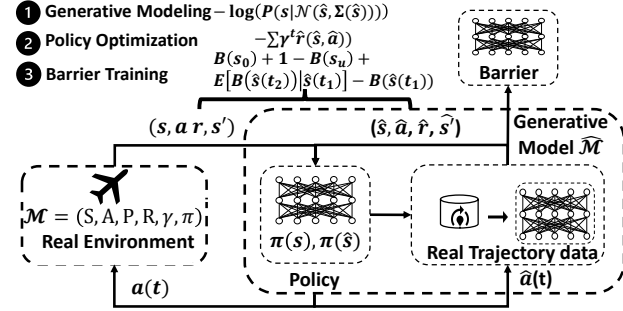 1 Generative Modeling − log(P(s|𝒩(ŝ, Σ(ŝ))))
2 Policy Optimization −∑γᵗr̂(ŝ, â))
3 Barrier Training B(s₀) + 1 − B(sᵤ) +
E[B(ŝ(t₂))|ŝ(t₁)] − B(ŝ(t₁))
Barrier
(s, a r, s′)
(ŝ, â, r̂, ŝ′)
Generative
Model ℳ̂
ℳ = (S, A, P, R, γ, π)
Real Environment
π(s), π(ŝ)
Real Trajectory data
Policy
a(t)
â(t)